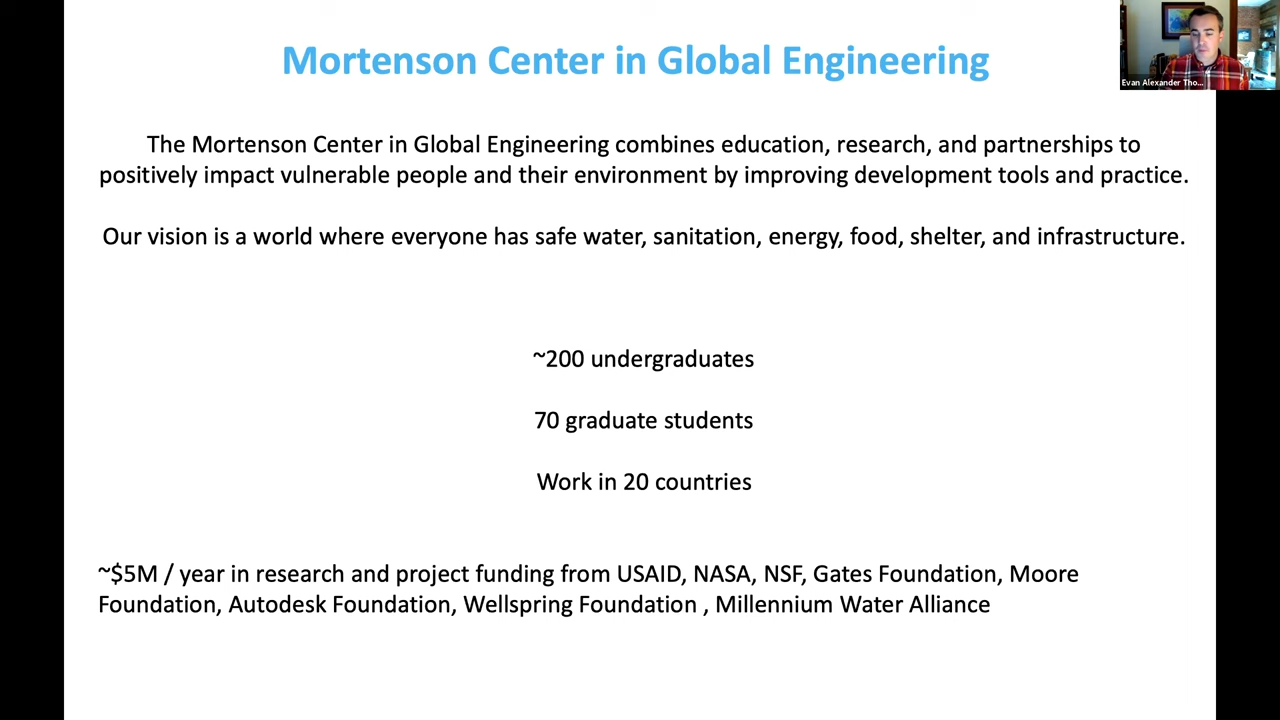 Mortenson Center in Global Engineering
Evan Alexander Tho...
The Mortenson Center in Global Engineering combines education, research, and partnerships to
positively impact vulnerable people and their environment by improving development tools and practice.
Our vision is a world where everyone has safe water, sanitation, energy, food, shelter, and infrastructure.
~200 undergraduates
70 graduate students
Work in 20 countries
~$5M / year in research and project funding from USAID, NASA, NSF, Gates Foundation, Moore
Foundation, Autodesk Foundation, Wellspring Foundation , Millennium Water Alliance